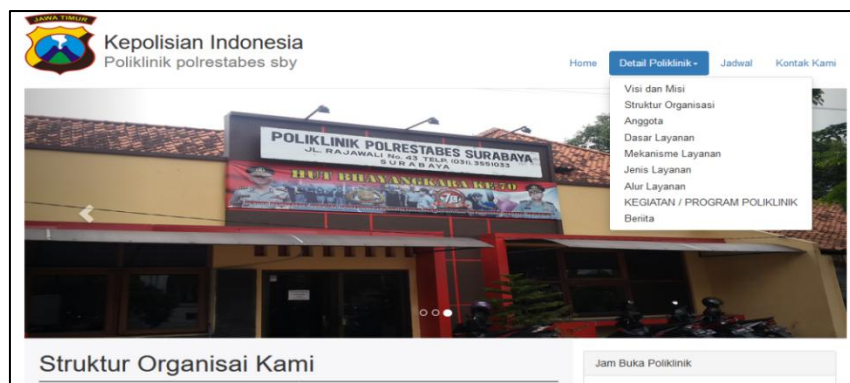 JAWA TIMUR
Kepolisian Indonesia
Poliklinik polrestabes sby
Home
Detail Poliklinik
Jadwal
Kontak Kami
Visi dan Misi
Struktur Organisasi
Anggota
Dasar Layanan
Mekanisme Layanan
Jenis Layanan
Alur Layanan
KEGIATAN / PROGRAM POLIKLINIK
Beriita
POLIKLINIK POLRESTABES SURABAYA
JL. RAJAWALI No. 43 TELP. (031) 3551033
SURABAYA
HUT BHAYANGKARA KE-70
Struktur Organisai Kami
Jam Buka Poliklinik